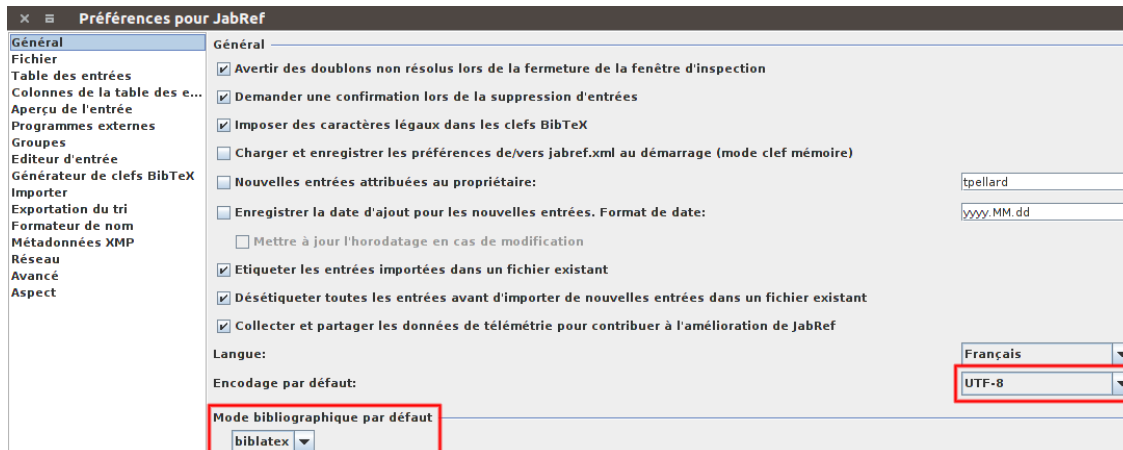 Préférences pour JabRef
Général
Fichier
Table des entrées
Colonnes de la table des e...
Aperçu de l'entrée
Programmes externes
Groupes
Editeur d'entrée
Générateur de clefs BibTeX
Importer
Exportation du tri
Formateur de nom
Métadonnées XMP
Réseau
Avancé
Aspect
Général
Avertir des doublons non résolus lors de la fermeture de la fenêtre d'inspection
Demander une confirmation lors de la suppression d'entrées
Imposer des caractères légaux dans les clefs BibTeX
Charger et enregistrer les préférences de/vers jabref.xml au démarrage (mode clef mémoire)
Nouvelles entrées attribuées au propriétaire: tpellard
Enregistrer la date d'ajout pour les nouvelles entrées. Format de date: yyyy.MM.dd
Mettre à jour l'horodatage en cas de modification
Etiqueter les entrées importées dans un fichier existant
Désétiqueter toutes les entrées avant d'importer de nouvelles entrées dans un fichier existant
Collecter et partager les données de télémétrie pour contribuer à l'amélioration de JabRef
Langue: Français
Encodage par défaut: UTF-8
Mode bibliographique par défaut
biblatex